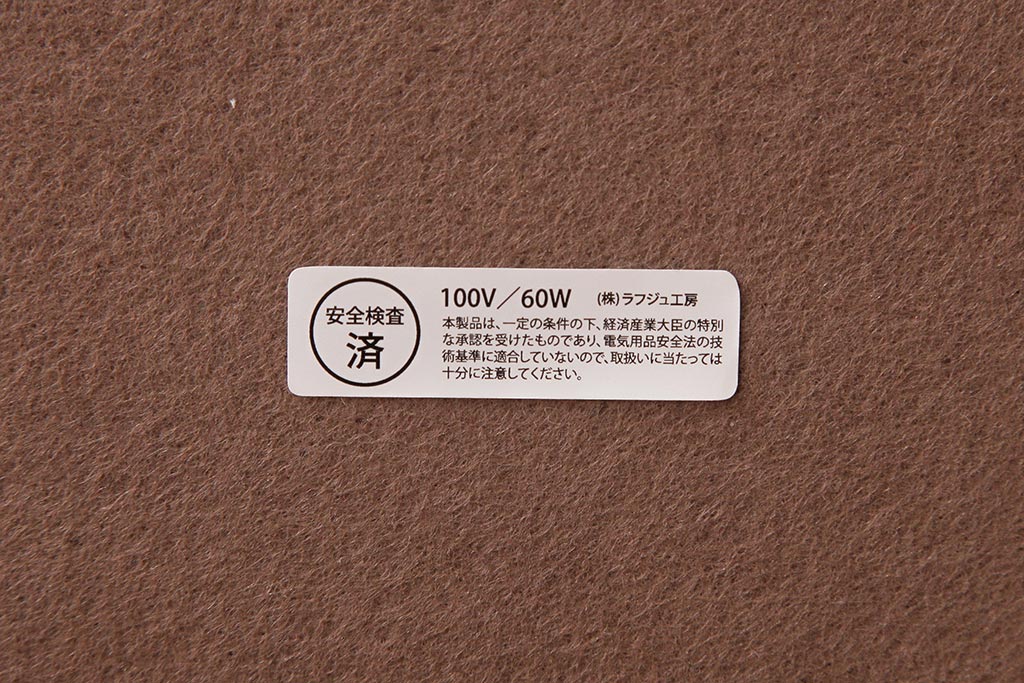 安全検査
済
100V／60W (株)ラフジュ工房
本製品は、一定の条件の下、経済産業大臣の特別
な承認を受けたものであり、電気用品安全法の技
術基準に適合していないので、取扱いに当たっては
十分に注意してください。